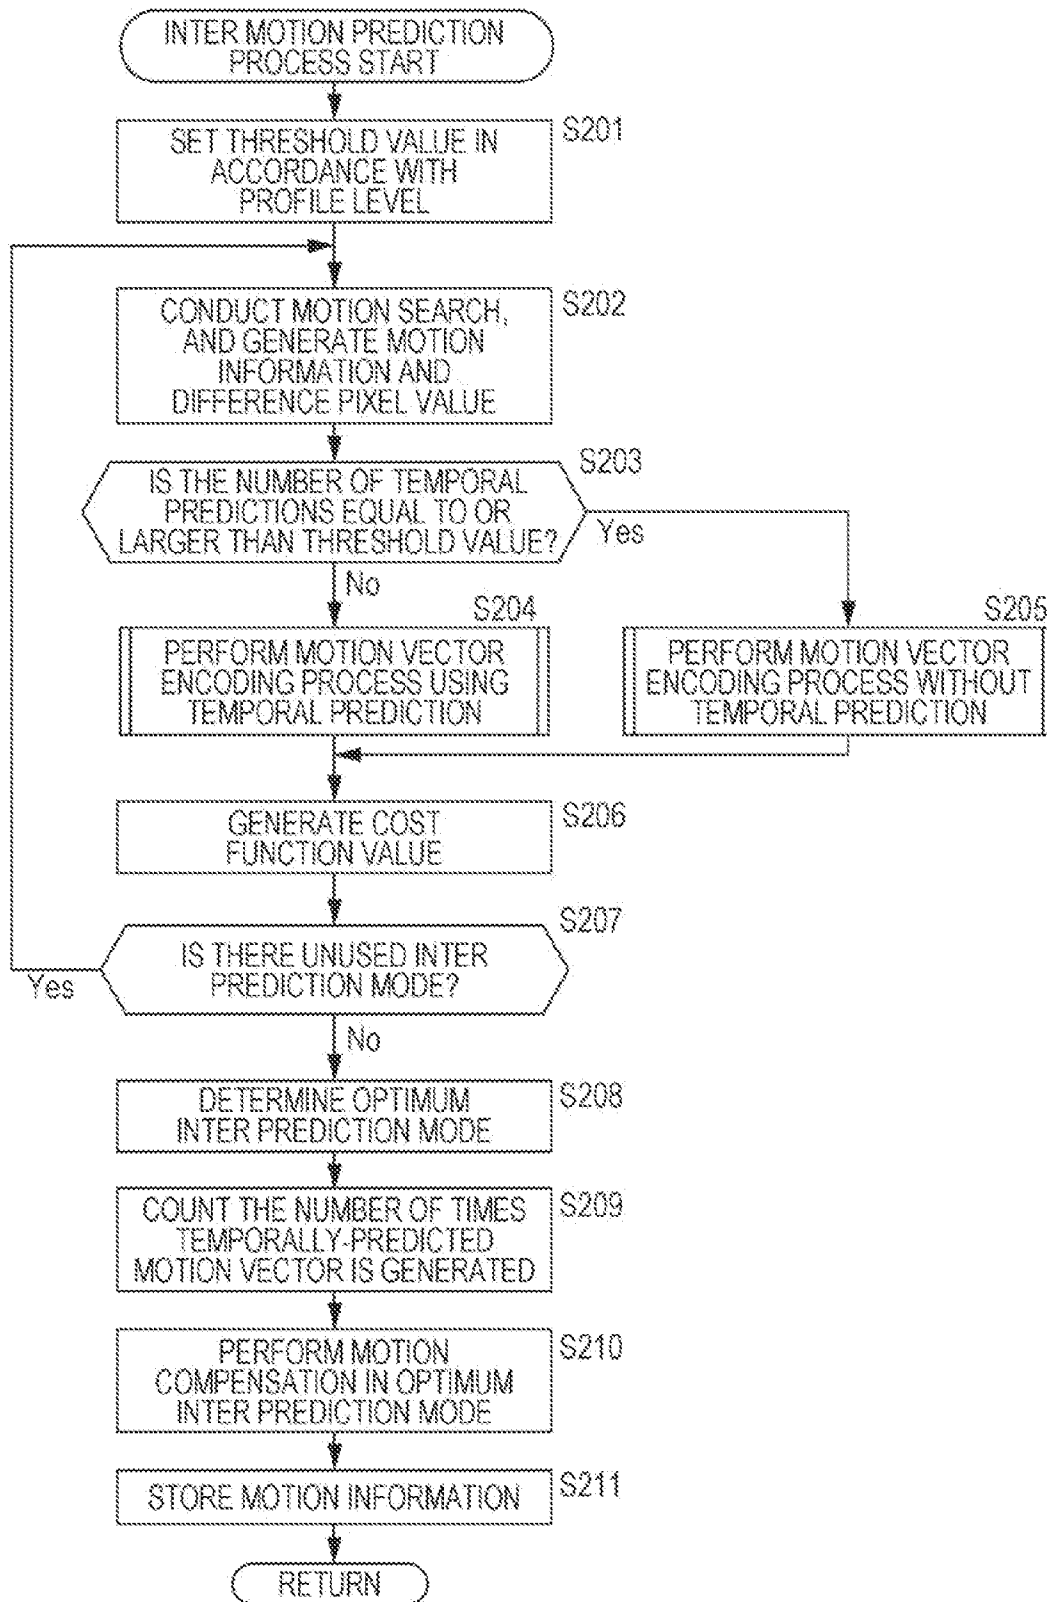 INTER MOTION PREDICTION
PROCESS START
S201
SET THRESHOLD VALUE IN
ACCORDANCE WITH
PROFILE LEVEL
S202
CONDUCT MOTION SEARCH,
AND GENERATE MOTION
INFORMATION AND
DIFFERENCE PIXEL VALUE
S203
IS THE NUMBER OF TEMPORAL
PREDICTIONS EQUAL TO OR
LARGER THAN THRESHOLD VALUE?
Yes
No
S204
PERFORM MOTION VECTOR
ENCODING PROCESS USING
TEMPORAL PREDICTION
S205
PERFORM MOTION VECTOR
ENCODING PROCESS WITHOUT
TEMPORAL PREDICTION
S206
GENERATE COST
FUNCTION VALUE
S207
IS THERE UNUSED INTER
PREDICTION MODE?
Yes
No
S208
DETERMINE OPTIMUM
INTER PREDICTION MODE
S209
COUNT THE NUMBER OF TIMES
TEMPORALLY-PREDICTED
MOTION VECTOR IS GENERATED
S210
PERFORM MOTION
COMPENSATION IN OPTIMUM
INTER PREDICTION MODE
S211
STORE MOTION INFORMATION
RETURN